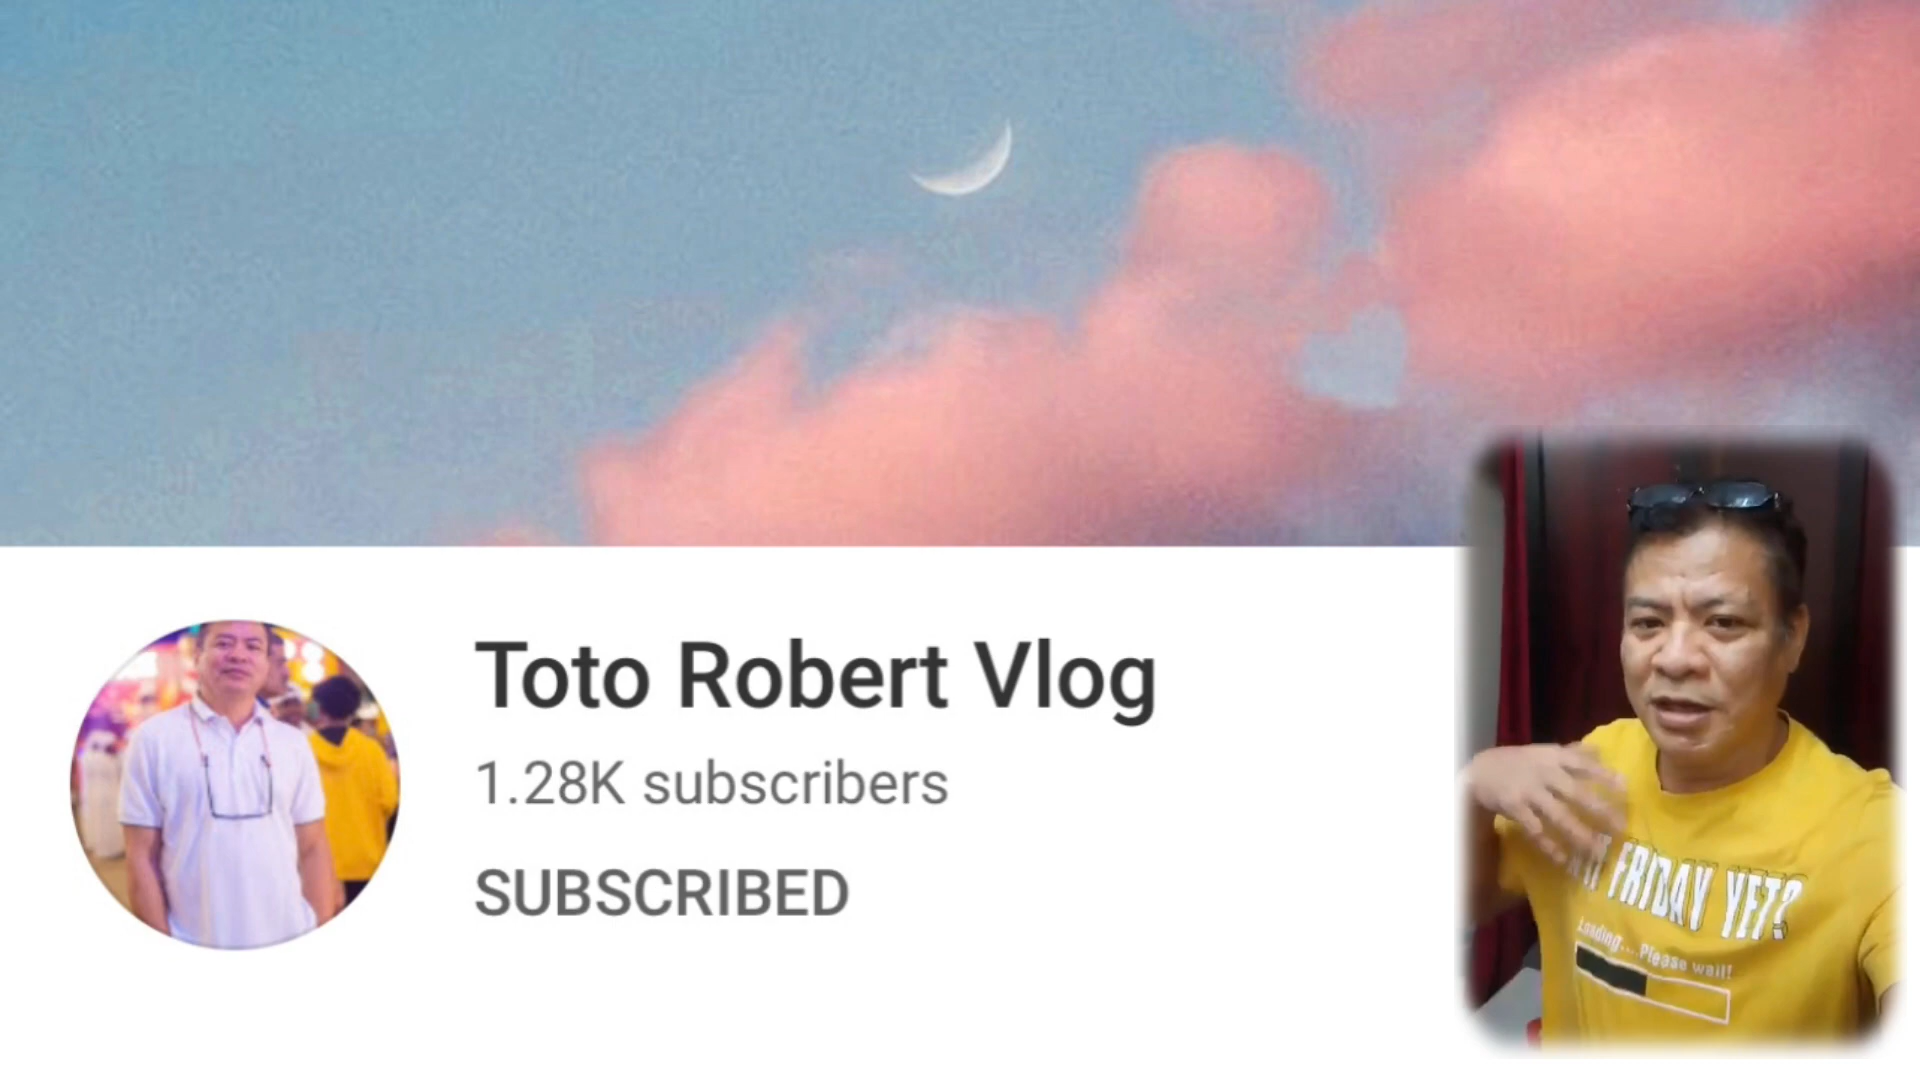 Toto Robert Vlog
1.28K subscribers
SUBSCRIBED
FRIDAY YET?
Loading... Please wait!